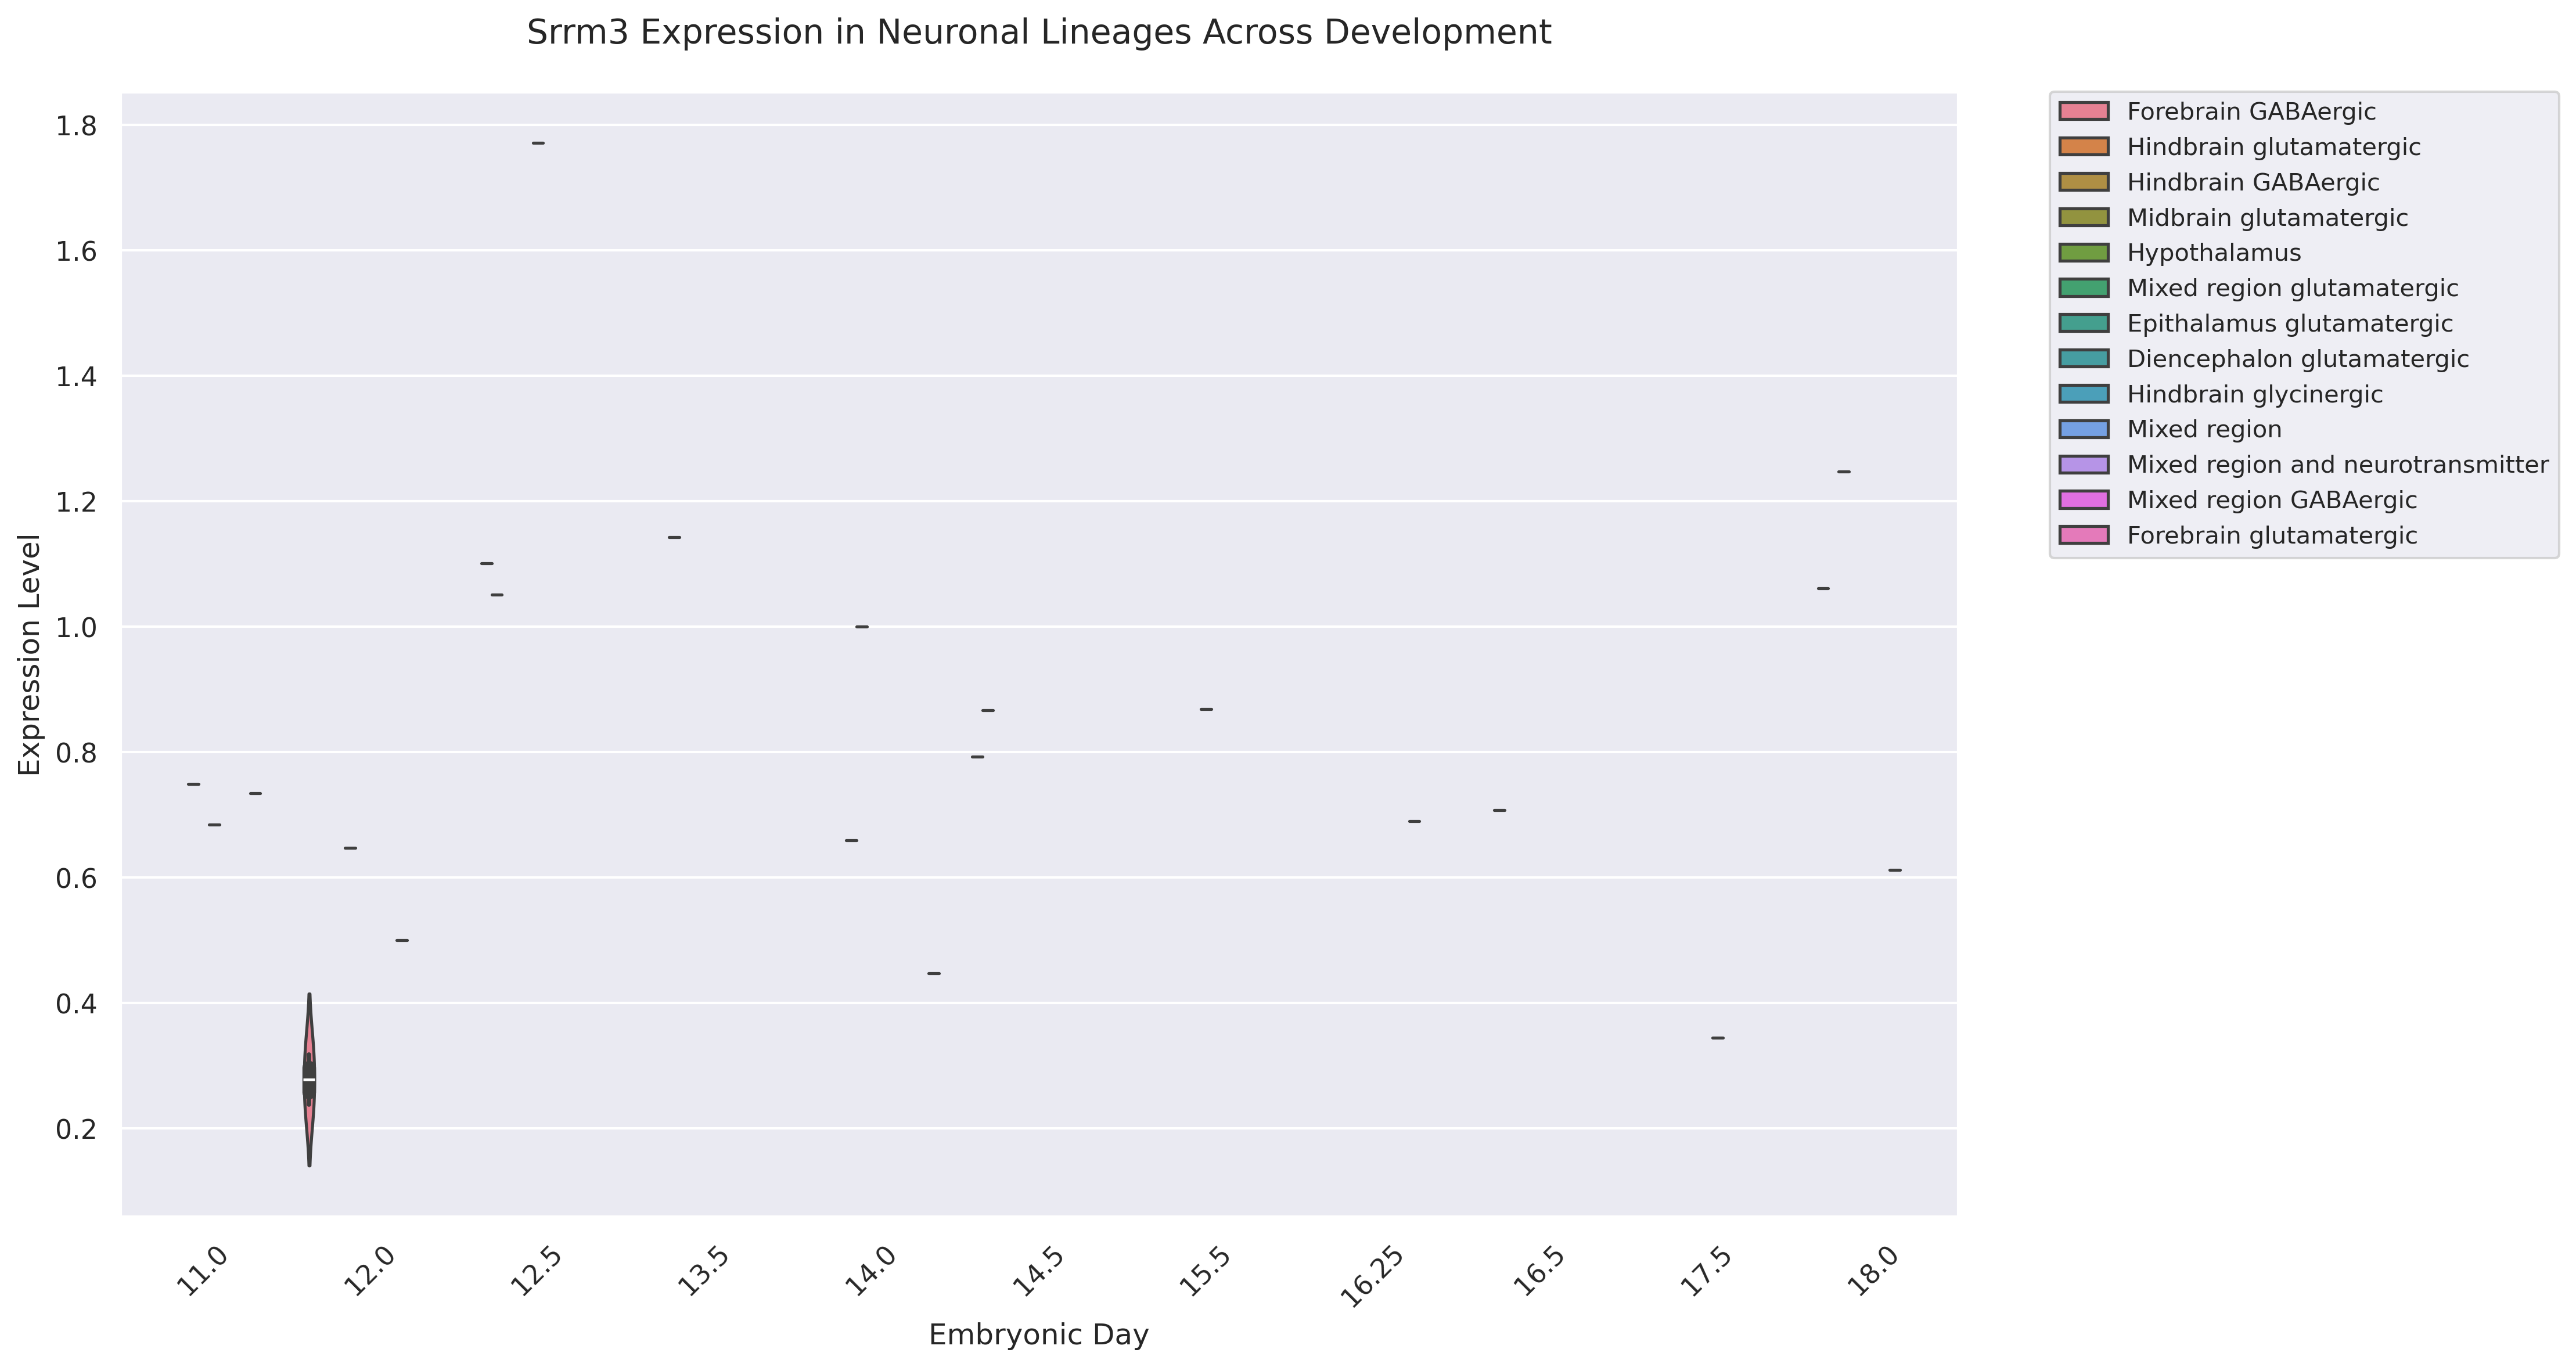 Srrm3 Expression in Neuronal Lineages Across Development
Expression Level
1.8
1.6
1.4
1.2
1.0
0.8
0.6
0.4
0.2
11.0
12.0
12.5
13.5
14.0
14.5
15.5
16.25
16.5
17.5
18.0
Embryonic Day
Forebrain GABAergic
Hindbrain glutamatergic
Hindbrain GABAergic
Midbrain glutamatergic
Hypothalamus
Mixed region glutamatergic
Epithalamus glutamatergic
Diencephalon glutamatergic
Hindbrain glycinergic
Mixed region
Mixed region and neurotransmitter
Mixed region GABAergic
Forebrain glutamatergic